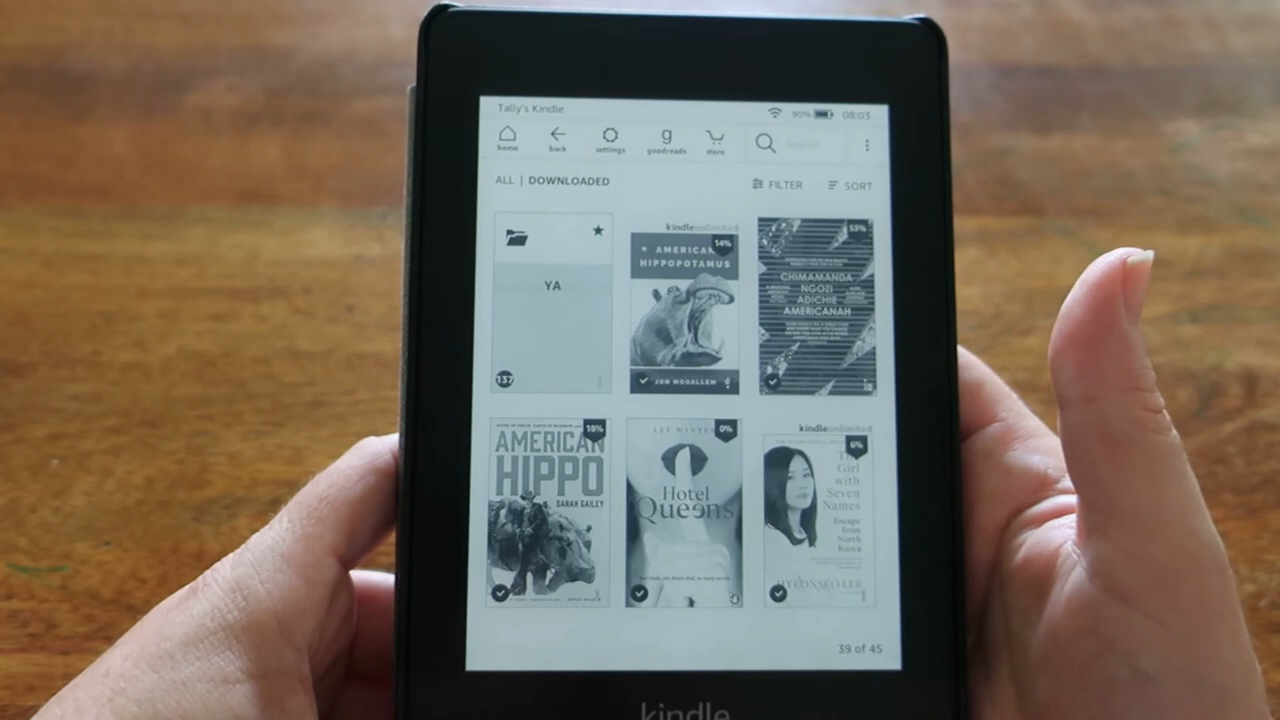 Tally's Kindle
90% 08:03
home back settings goodreads store
g
ALL | DOWNLOADED
FILTER SORT
YA
137
kindleunlimited
14%
AMERICAN
HIPPOPOTAMUS
JON MOOALLEM
53%
CHIMAMANDA
NGOZI
ADICHIE
AMERICANAH
18%
AMERICAN
HIPPO
SARAH GAILEY
LEE WINTER
0%
Hotel
Queens
kindleunlimited
6%
The
Girl
with
Seven
Names
Escape
from
North
Korea
HYEONSEO LEE
39 of 45
kindle